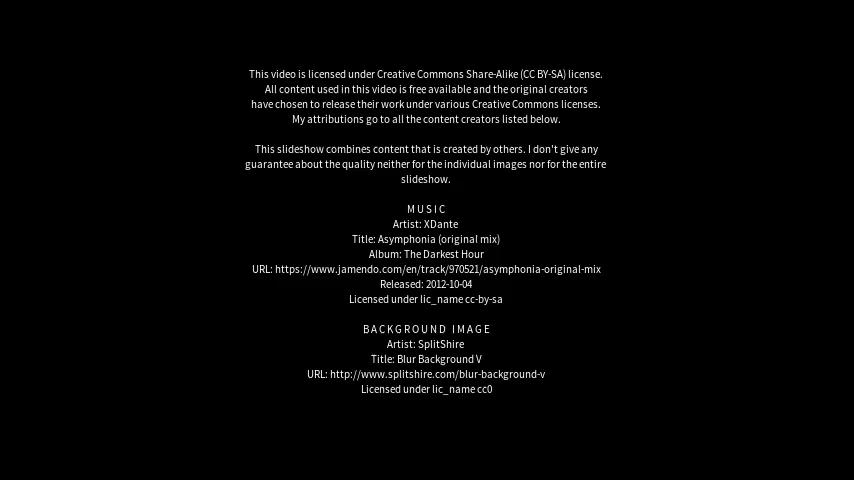 This video is licensed under Creative Commons Share-Alike (CC BY-SA) license.
All content used in this video is free available and the original creators
have chosen to release their work under various Creative Commons licenses.
My attributions go to all the content creators listed below.
This slideshow combines content that is created by others. I don't give any
guarantee about the quality neither for the individual images nor for the entire
slideshow.
MUSIC
Artist: XDante
Title: Asymphonia (original mix)
Album: The Darkest Hour
URL: https://www.jamendo.com/en/track/970521/asymphonia-original-mix
Released: 2012-10-04
Licensed under lic_name cc-by-sa
BACKGROUND IMAGE
Artist: SplitShire
Title: Blur Background V
URL: http://www.splitshire.com/blur-background-v
Licensed under lic_name cc0